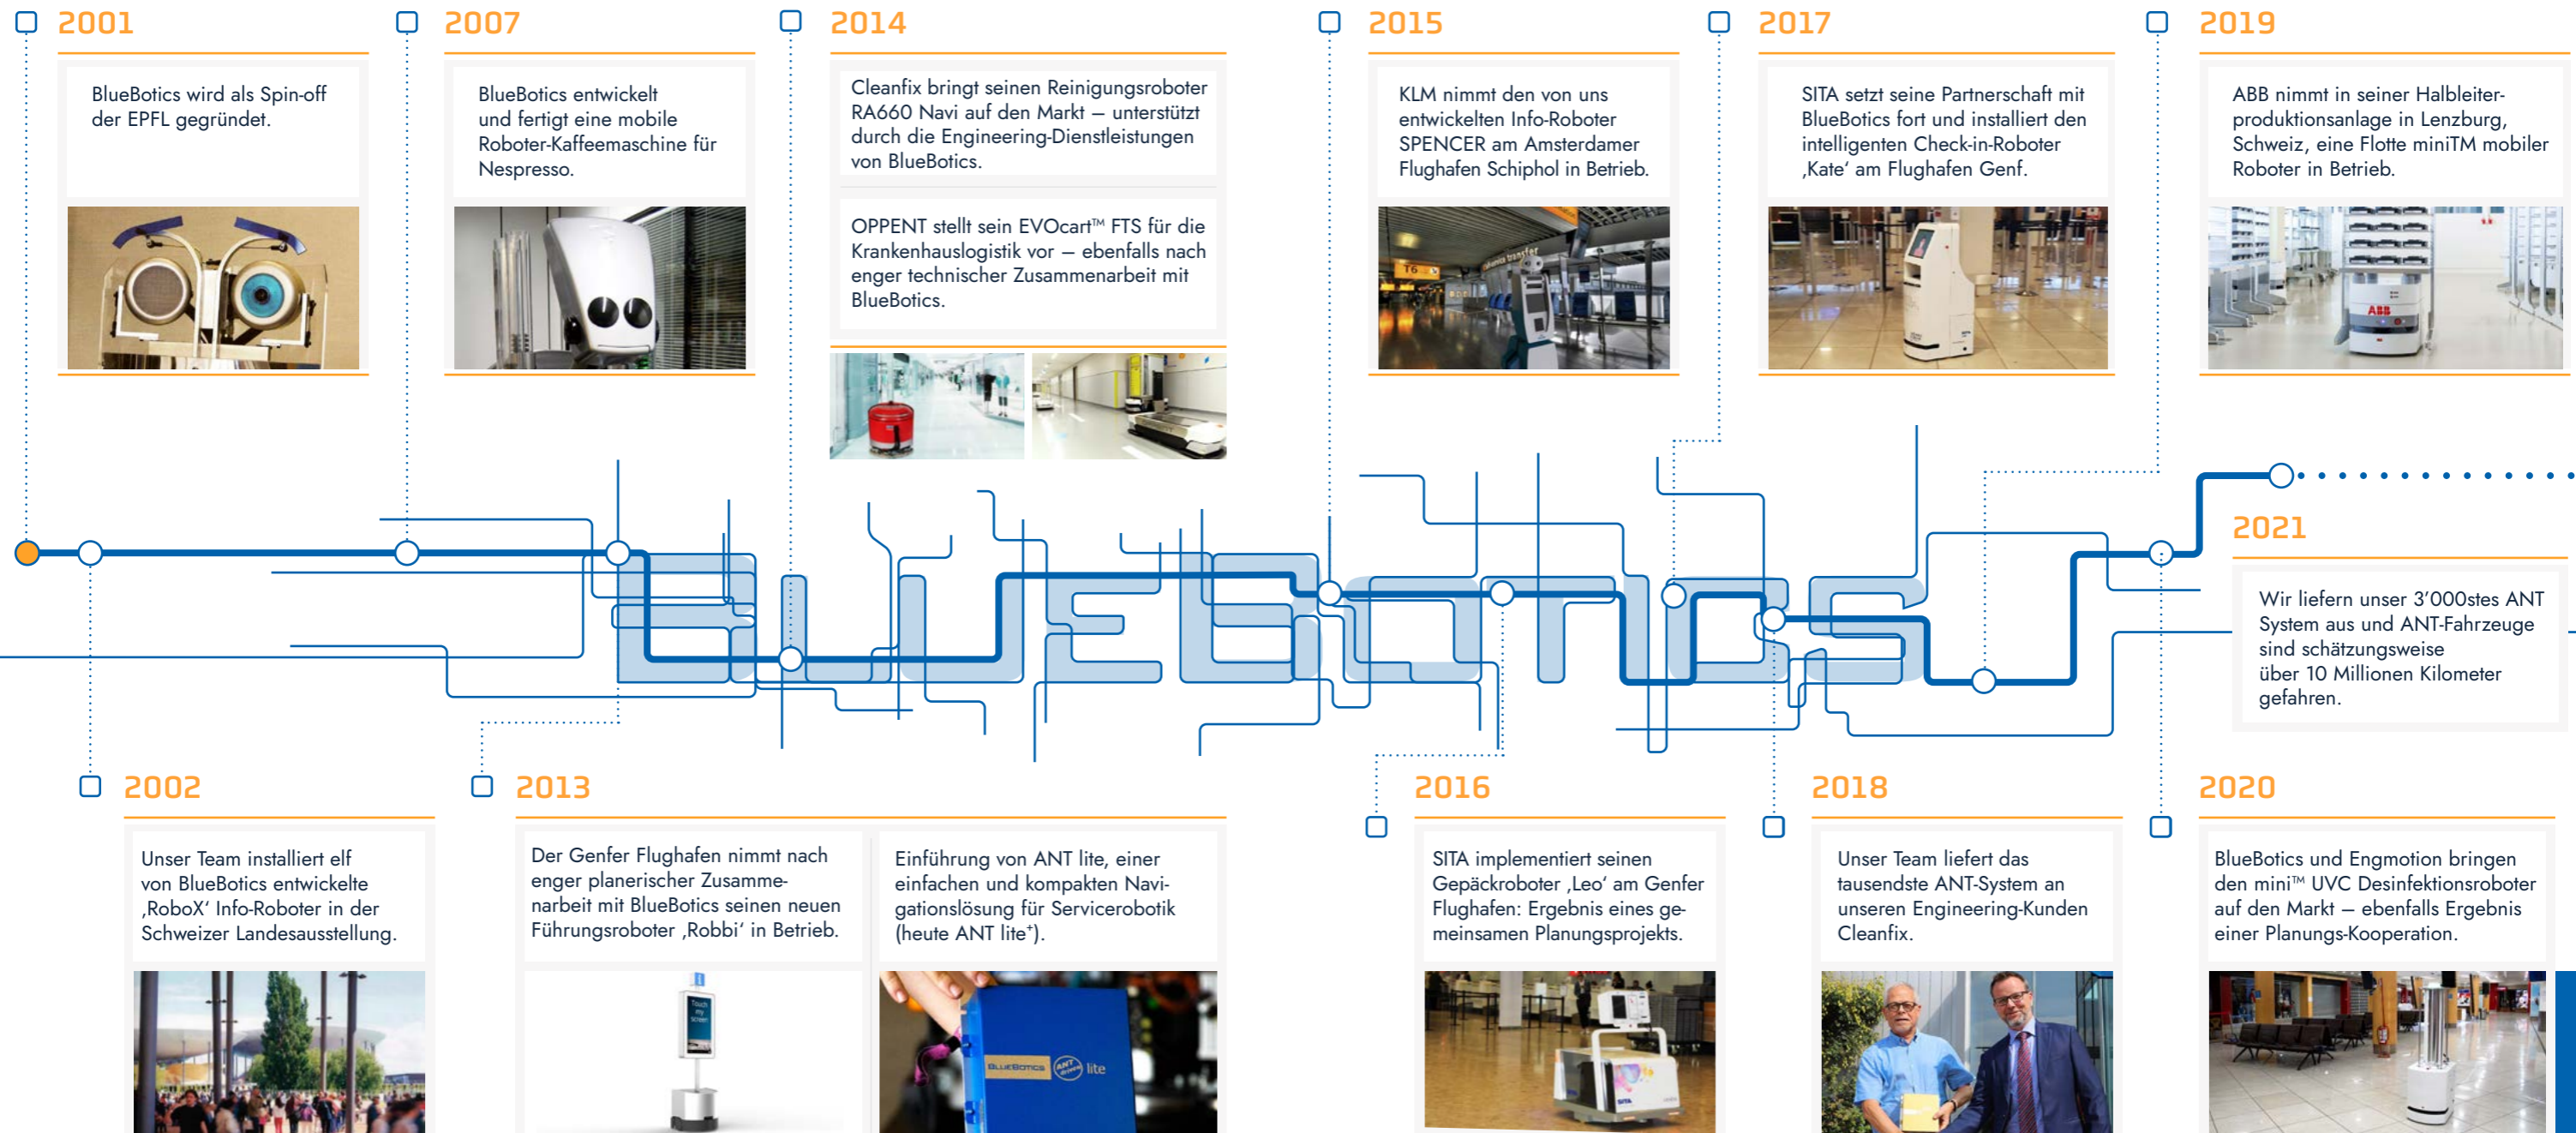 2001
BlueBotics wird als Spin-off
der EPFL gegründet.
2007
BlueBotics entwickelt
und fertigt eine mobile
Roboter-Kaffeemaschine für
Nespresso.
2014
Cleanfix bringt seinen Reinigungsroboter
RA660 Navi auf den Markt – unterstützt
durch die Engineering-Dienstleistungen
von BlueBotics.
OPPENT stellt sein EVOcart™ FTS für die
Krankenhauslogistik vor – ebenfalls nach
enger technischer Zusammenarbeit mit
BlueBotics.
2015
KLM nimmt den von uns
entwickelten Info-Roboter
SPENCER am Amsterdamer
Flughafen Schiphol in Betrieb.
T6
transfer
2017
SITA setzt seine Partnerschaft mit
BlueBotics fort und installiert den
intelligenten Check-in-Roboter
‚Kate‘ am Flughafen Genf.
2019
ABB nimmt in seiner Halbleiter-
produktionsanlage in Lenzburg,
Schweiz, eine Flotte miniTM mobiler
Roboter in Betrieb.
ABB
BLUEBOTICS
2021
Wir liefern unser 3’000stes ANT
System aus und ANT-Fahrzeuge
sind schätzungsweise
über 10 Millionen Kilometer
gefahren.
2002
Unser Team installiert elf
von BlueBotics entwickelte
‚RoboX‘ Info-Roboter in der
Schweizer Landesausstellung.
2013
Der Genfer Flughafen nimmt nach
enger planerischer Zusamme-
narbeit mit BlueBotics seinen neuen
Führungsroboter ‚Robbi‘ in Betrieb.
Touch
my
screen
Einführung von ANT lite, einer
einfachen und kompakten Navi-
gationslösung für Servicerobotik
(heute ANT lite⁺).
BLUEBOTICS ANT driven lite
2016
SITA implementiert seinen
Gepäckroboter ‚Leo‘ am Genfer
Flughafen: Ergebnis eines ge-
meinsamen Planungsprojekts.
SITA
2018
Unser Team liefert das
tausendste ANT-System an
unseren Engineering-Kunden
Cleanfix.
2020
BlueBotics und Engmotion bringen
den mini™ UVC Desinfektionsroboter
auf den Markt – ebenfalls Ergebnis
einer Planungs-Kooperation.